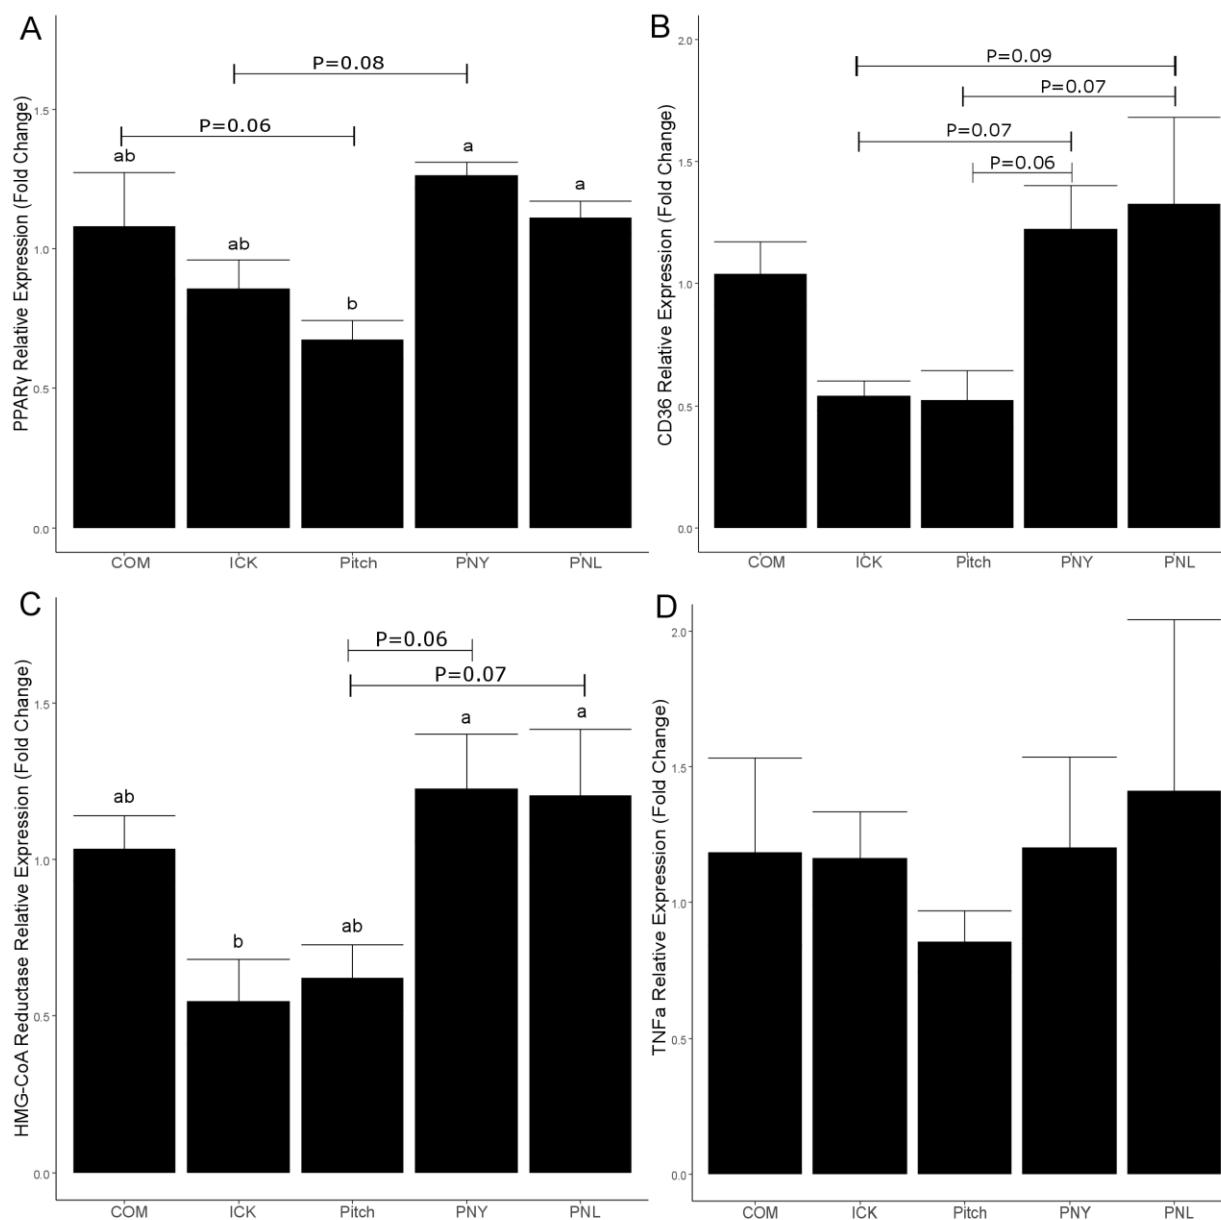 A
PPARγ Relative Expression (Fold Change)
1.5
1.0
0.5
0.0
P=0.08
P=0.06
ab
ab
b
a
a
COM ICK Pitch PNY PNL
B
CD36 Relative Expression (Fold Change)
2.0
1.5
1.0
0.5
0.0
P=0.09
P=0.07
P=0.07
P=0.06
COM ICK Pitch PNY PNL
C
HMG-CoA Reductase Relative Expression (Fold Change)
1.5
1.0
0.5
0.0
P=0.06
P=0.07
ab
b
ab
a
a
COM ICK Pitch PNY PNL
D
TNFa Relative Expression (Fold Change)
2.0
1.5
1.0
0.5
0.0
COM ICK Pitch PNY PNL